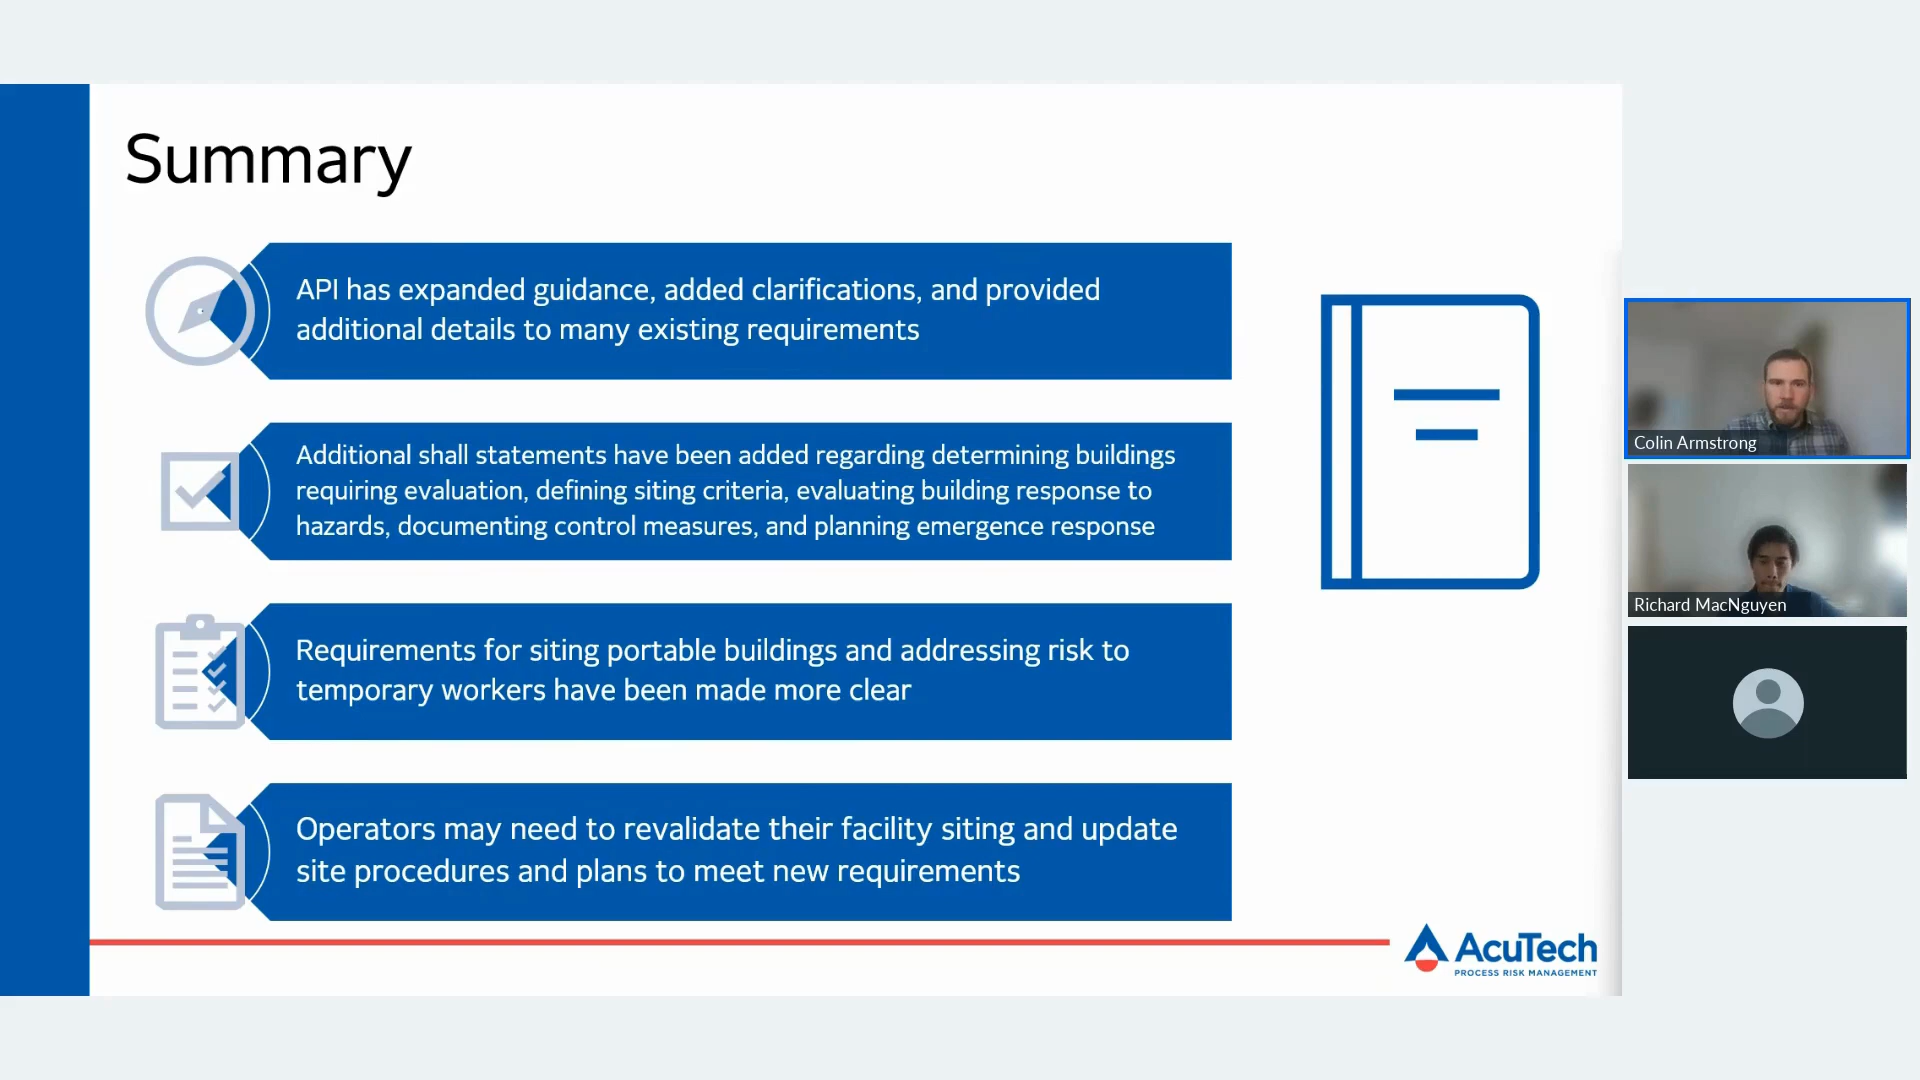 Summary
API has expanded guidance, added clarifications, and provided
additional details to many existing requirements
Additional shall statements have been added regarding determining buildings
requiring evaluation, defining siting criteria, evaluating building response to
hazards, documenting control measures, and planning emergence response
Requirements for siting portable buildings and addressing risk to
temporary workers have been made more clear
Operators may need to revalidate their facility siting and update
site procedures and plans to meet new requirements
AcuTech
PROCESS RISK MANAGEMENT
Colin Armstrong
Richard MacNguyen